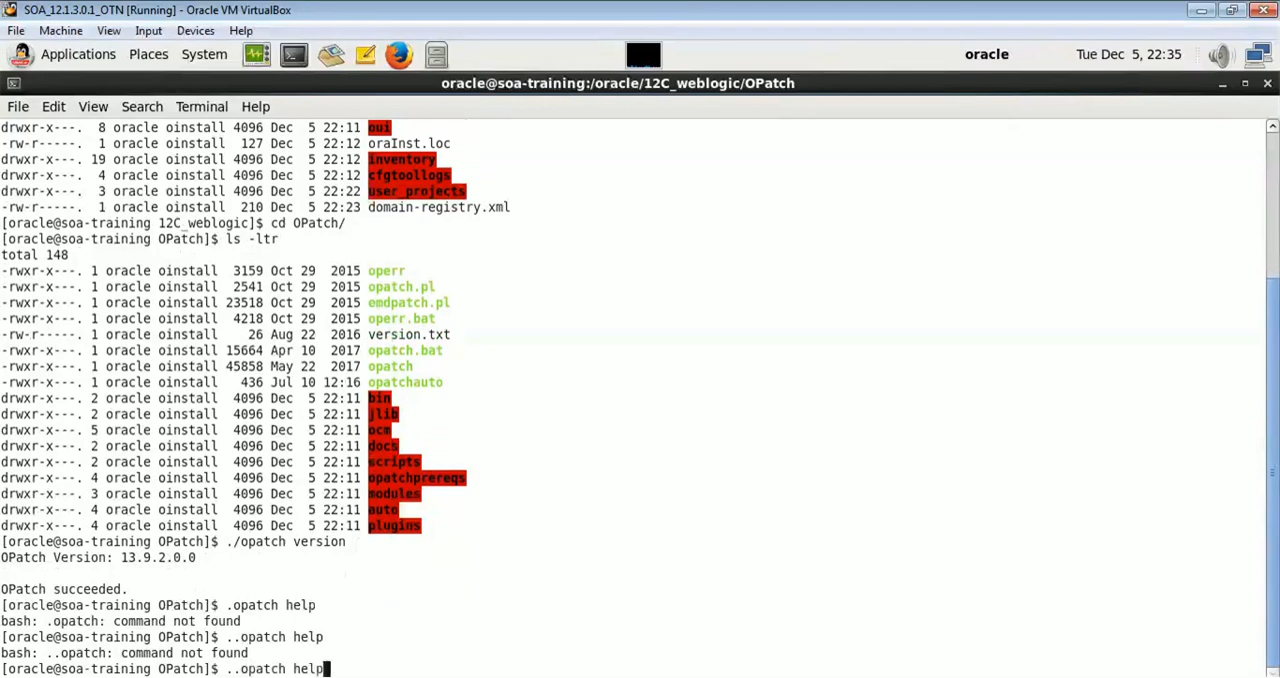 SOA_12.1.3.0.1_OTN [Running] - Oracle VM VirtualBox
File Machine View Input Devices Help
Applications Places System oracle Tue Dec 5, 22:35
oracle@soa-training:/oracle/12C_weblogic/OPatch
File Edit View Search Terminal Help
drwxr-x---. 8 oracle oinstall 4096 Dec 5 22:11 oui
-rw-r-----. 1 oracle oinstall 127 Dec 5 22:12 oraInst.loc
drwxr-x---. 19 oracle oinstall 4096 Dec 5 22:12 inventory
drwxr-x---. 4 oracle oinstall 4096 Dec 5 22:12 cfgtoollogs
drwxr-x---. 3 oracle oinstall 4096 Dec 5 22:22 user_projects
-rw-r-----. 1 oracle oinstall 210 Dec 5 22:23 domain-registry.xml
[oracle@soa-training 12C_weblogic]$ cd OPatch/
[oracle@soa-training OPatch]$ ls -ltr
total 148
-rwxr-x---. 1 oracle oinstall 3159 Oct 29 2015 operr
-rwxr-x---. 1 oracle oinstall 2541 Oct 29 2015 opatch.pl
-rwxr-x---. 1 oracle oinstall 23518 Oct 29 2015 emdpatch.pl
-rwxr-x---. 1 oracle oinstall 4218 Oct 29 2015 operr.bat
-rw-r-----. 1 oracle oinstall 26 Aug 22 2016 version.txt
-rwxr-x---. 1 oracle oinstall 15664 Apr 10 2017 opatch.bat
-rwxr-x---. 1 oracle oinstall 45858 May 22 2017 opatch
-rwxr-x---. 1 oracle oinstall 436 Jul 10 12:16 opatchauto
drwxr-x---. 2 oracle oinstall 4096 Dec 5 22:11 bin
drwxr-x---. 2 oracle oinstall 4096 Dec 5 22:11 jlib
drwxr-x---. 5 oracle oinstall 4096 Dec 5 22:11 ocm
drwxr-x---. 2 oracle oinstall 4096 Dec 5 22:11 docs
drwxr-x---. 2 oracle oinstall 4096 Dec 5 22:11 scripts
drwxr-x---. 4 oracle oinstall 4096 Dec 5 22:11 opatchprereqs
drwxr-x---. 3 oracle oinstall 4096 Dec 5 22:11 modules
drwxr-x---. 4 oracle oinstall 4096 Dec 5 22:11 auto
drwxr-x---. 4 oracle oinstall 4096 Dec 5 22:11 plugins
[oracle@soa-training OPatch]$ ./opatch version
OPatch Version: 13.9.2.0.0
OPatch succeeded.
[oracle@soa-training OPatch]$ .opatch help
bash: .opatch: command not found
[oracle@soa-training OPatch]$ ..opatch help
bash: ..opatch: command not found
[oracle@soa-training OPatch]$ ..opatch help